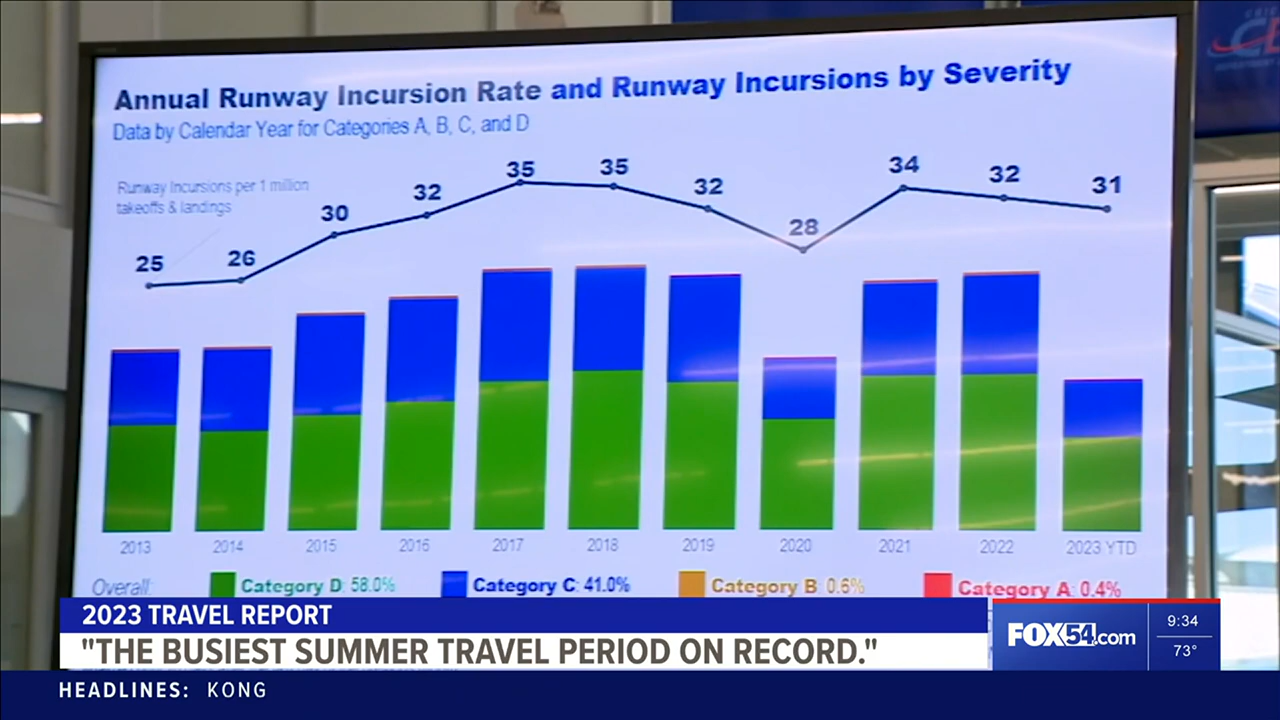 Annual Runway Incursion Rate and Runway Incursions by Severity
Data by Calendar Year for Categories A, B, C, and D
Runway Incursions per 1 million
takeoffs & landings
25 26 30 32 35 35 32 28 34 32 31
2013 2014 2015 2016 2017 2018 2019 2020 2021 2022 2023 YTD
Overall: Category D: 58.0% Category C: 41.0% Category B 0.6% Category A: 0.4%
2023 TRAVEL REPORT
"THE BUSIEST SUMMER TRAVEL PERIOD ON RECORD."
FOX54.com
9:34
73°
HEADLINES: KONG